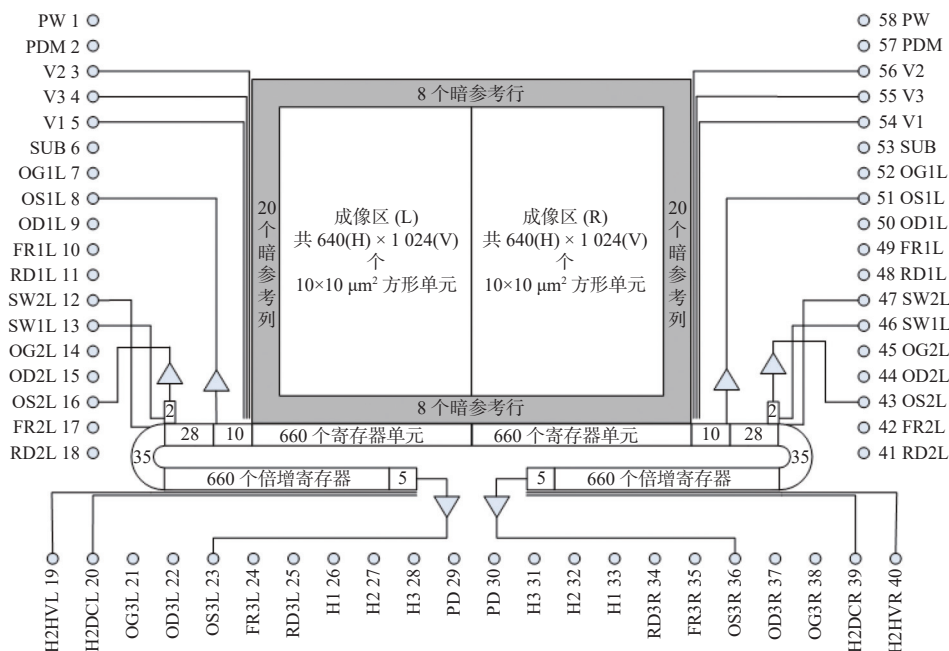 PW 1
PDM 2
V2 3
V3 4
V1 5
SUB 6
OG1L 7
OS1L 8
OD1L 9
FR1L 10
RD1L 11
SW2L 12
SW1L 13
OG2L 14
OD2L 15
OS2L 16
FR2L 17
RD2L 18
58 PW
57 PDM
56 V2
55 V3
54 V1
53 SUB
52 OG1L
51 OS1L
50 OD1L
49 FR1L
48 RD1L
47 SW2L
46 SW1L
45 OG2L
44 OD2L
43 OS2L
42 FR2L
41 RD2L
8 个暗参考行
20个暗参考列
成像区 (L)
共 640(H) × 1 024(V)
个
10×10 μm² 方形单元
成像区 (R)
共 640(H) × 1 024(V)
个
10×10 μm² 方形单元
20个暗参考列
8 个暗参考行
2
2
28
10
660 个寄存器单元
660 个寄存器单元
10
28
35
35
660 个倍增寄存器
5
5
660 个倍增寄存器
H2HVL 19
H2DCL 20
OG3L 21
OD3L 22
OS3L 23
FR3L 24
RD3L 25
H1 26
H2 27
H3 28
PD 29
PD 30
H3 31
H2 32
H1 33
RD3R 34
FR3R 35
OS3R 36
OD3R 37
OG3R 38
H2DCR 39
H2HVR 40